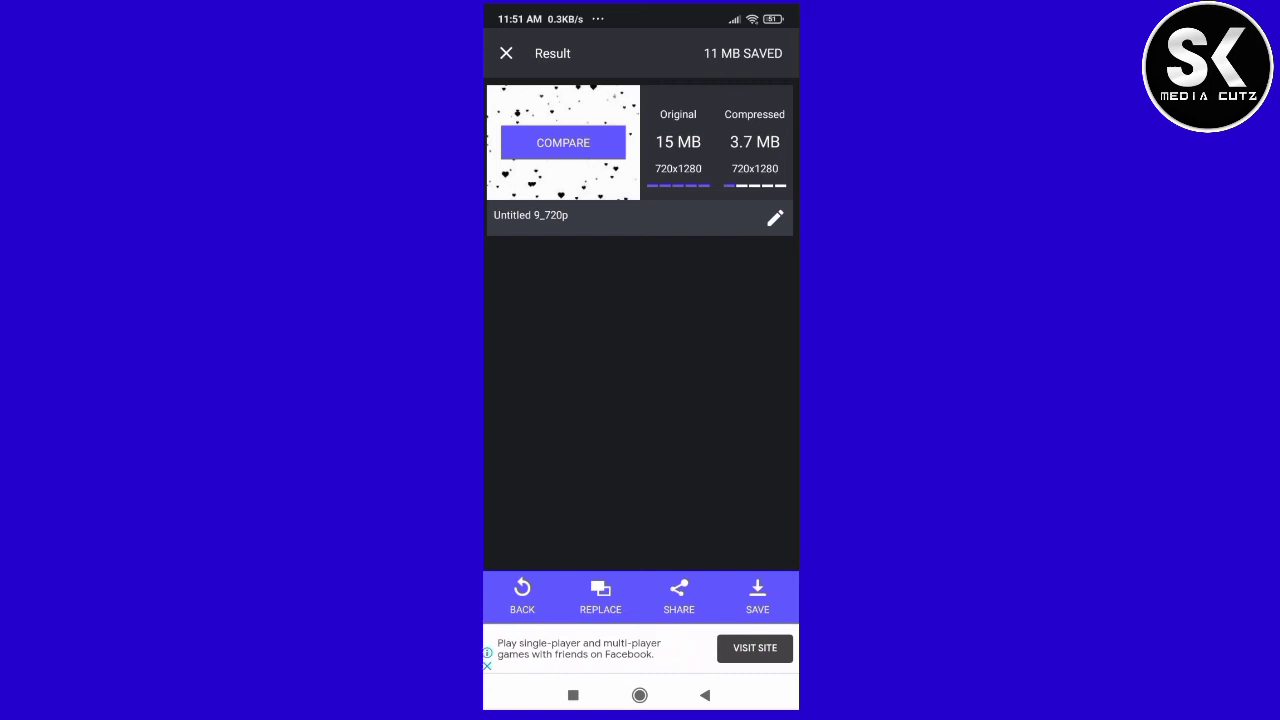 11:51 AM 0.3KB/s ... 51
Result 11 MB SAVED
COMPARE
Original Compressed
15 MB 3.7 MB
720x1280 720x1280
Untitled 9_720p
BACK REPLACE SHARE SAVE
Play single-player and multi-player
games with friends on Facebook.
VISIT SITE
SK
MEDIA CUTZ